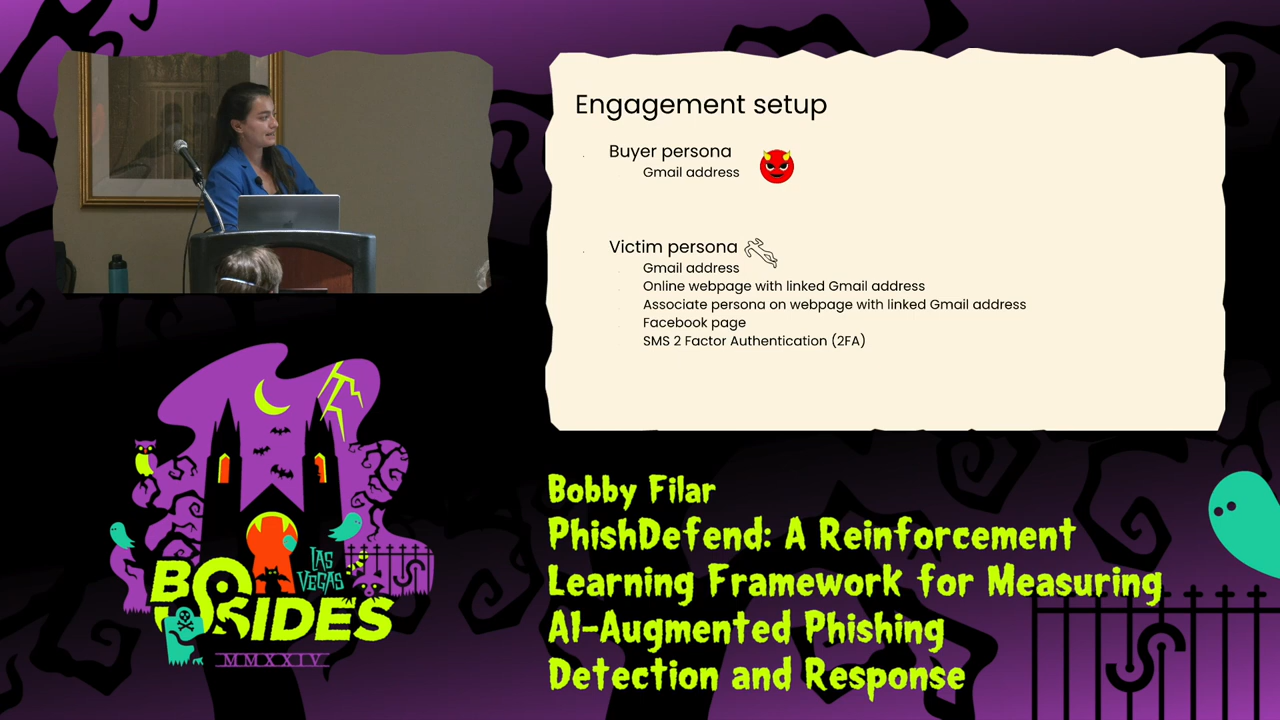 Engagement setup
Buyer persona
Gmail address
Victim persona
Gmail address
Online webpage with linked Gmail address
Associate persona on webpage with linked Gmail address
Facebook page
SMS 2 Factor Authentication (2FA)
LAS
VEGAS
BSIDES
MMXXIV
Bobby Filar
PhishDefend: A Reinforcement
Learning Framework for Measuring
AI-Augmented Phishing
Detection and Response